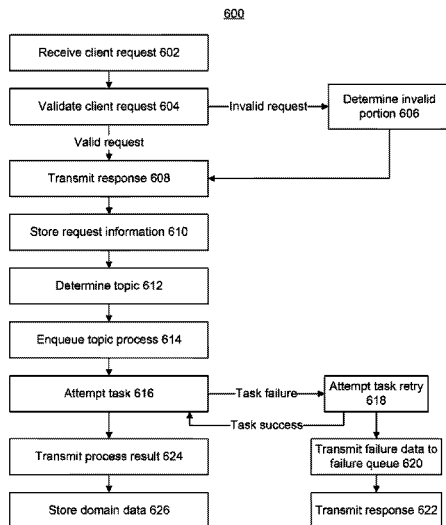 600
Receive client request 602
Validate client request 604
Invalid request
Determine invalid
portion 606
Valid request
Transmit response 608
Store request information 610
Determine topic 612
Enqueue topic process 614
Attempt task 616
Task failure
Attempt task retry
618
Task success
Transmit process result 624
Transmit failure data to
failure queue 620
Store domain data 626
Transmit response 622